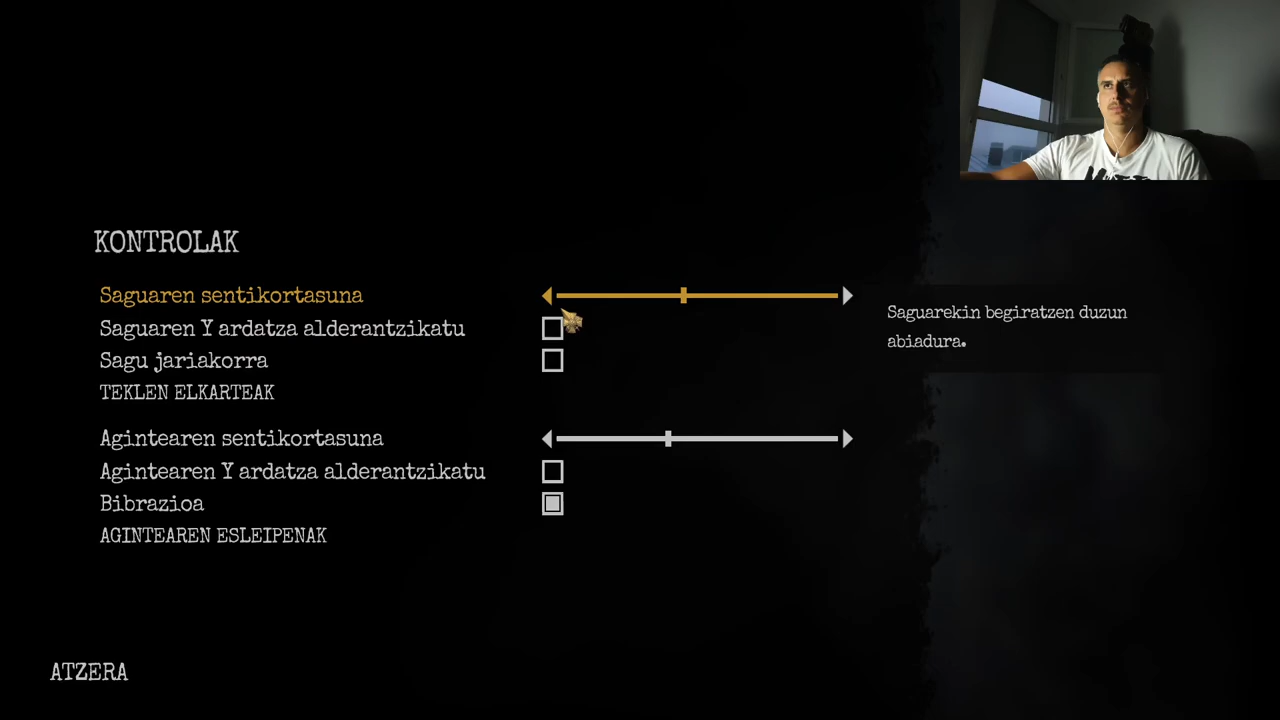 KONTROLAK
Saguaren sentikortasuna
Saguarekin begiratzen duzun
abiadura.
Saguaren Y ardatza alderantzikatu
Sagu jariakorra
TEKLEN ELKARTEAK
Agintearen sentikortasuna
Agintearen Y ardatza alderantzikatu
Bibrazioa
AGINTEAREN ESLEIPENAK
ATZERA